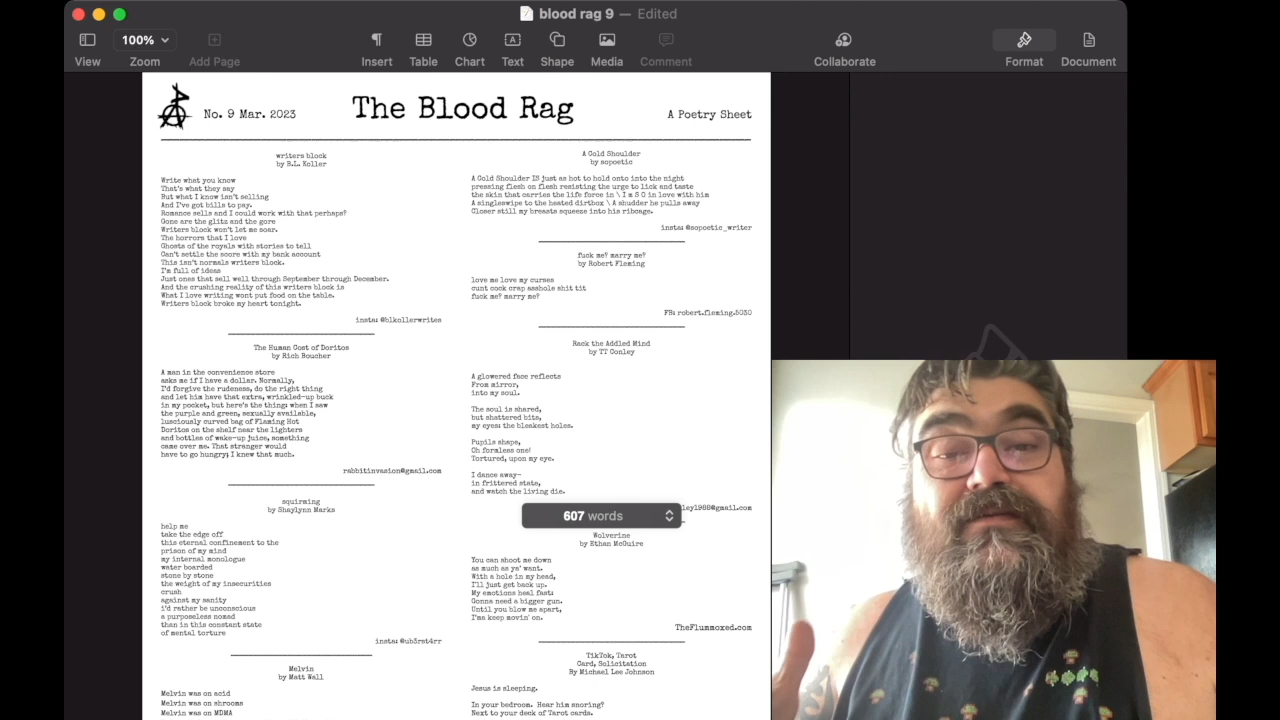 blood rag 9 — Edited
100%
View
Zoom
Add Page
Insert
Table
Chart
Text
Shape
Media
Comment
Collaborate
Format
Document
No. 9 Mar. 2023
The Blood Rag
A Poetry Sheet
writers block
by B.L. Koller
Write what you know
That's what they say
But what I know isn't selling
And I've got bills to pay.
Romance sells and I could work with that perhaps?
Gone are the glitz and the gore
Writers block won't let me soar.
The horrors that I love
Ghosts of the royals with stories to tell
Can't settle the score with my bank account
This isn't normals writers block.
I'm full of ideas
Just ones that sell well through September through December.
And the crushing reality of this writers block is
What I love writing wont put food on the table.
Writers block broke my heart tonight.
insta: @blkollerwrites
The Human Cost of Doritos
by Rich Boucher
A man in the convenience store
asks me if I have a dollar. Normally,
I'd forgive the rudeness, do the right thing
and let him have that extra, wrinkled-up buck
in my pocket, but here's the thing: when I saw
the purple and green, sexually available,
lusciously curved bag of Flaming Hot
Doritos on the shelf near the lighters
and bottles of wake-up juice, something
came over me. That stranger would
have to go hungry; I knew that much.
rabbitinvasion@gmail.com
squirming
by Shaylynn Marks
help me
take the edge off
this eternal confinement to the
prison of my mind
my internal monologue
water boarded
stone by stone
the weight of my insecurities
crush
against my sanity
i'd rather be unconscious
a purposeless nomad
than in this constant state
of mental torture
insta: @ub3rst4rr
Melvin
by Matt Wall
Melvin was on acid
Melvin was on shrooms
Melvin was on MDMA
A Cold Shoulder
by sopoetic
A Cold Shoulder IS just as hot to hold onto into the night
pressing flesh on flesh resisting the urge to lick and taste
the skin that carries the life force in \ I m S O in love with him
A singleswipe to the heated dirtbox \ A shudder he pulls away
Closer still my breasts squeeze into his ribcage.
insta: @sopoetic_writer
fuck me? marry me?
by Robert Fleming
love me love my curses
cunt cock crap asshole shit tit
fuck me? marry me?
FB: robert.fleming.5030
Rack the Addled Mind
by TT Conley
A glowered face reflects
From mirror,
into my soul.
The soul is shared,
but shattered bits,
my eyes: the bleakest holes.
Pupils shape,
Oh formless one!
Tortured, upon my eye.
I dance away—
in frittered state,
and watch the living die.
ley1988@gmail.com
607 words
Wolverine
by Ethan McGuire
You can shoot me down
as much as ya' want.
With a hole in my head,
I'll just get back up.
My emotions heal fast:
Gonna need a bigger gun.
Until you blow me apart,
I'ma keep movin' on.
TheFlummoxed.com
TikTok, Tarot
Card, Solicitation
By Michael Lee Johnson
Jesus is sleeping.
In your bedroom. Hear him snoring?
Next to your deck of Tarot cards.